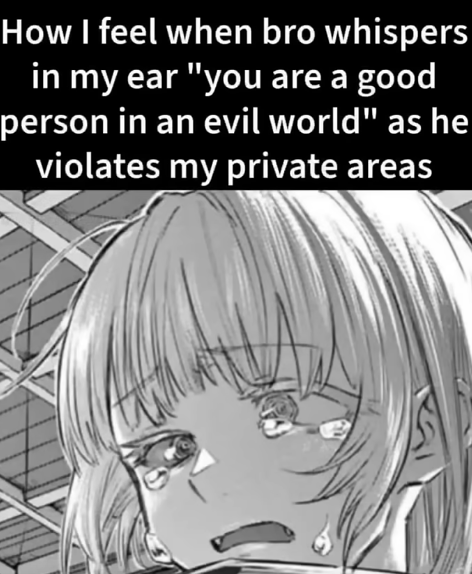 How I feel when bro whispers
in my ear "you are a good
person in an evil world" as he
violates my private areas